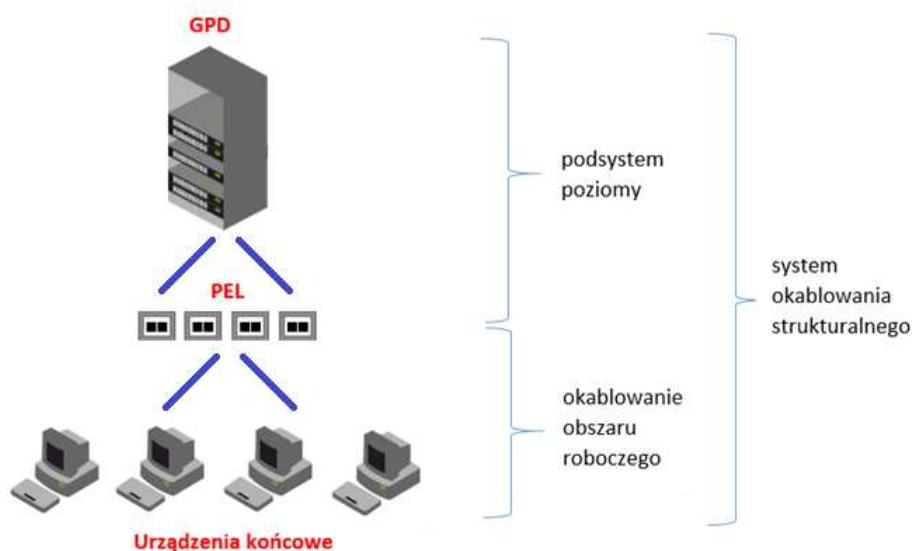 GPD
podsystem
poziomy
PEL
system
okablowania
strukturalnego
okablowanie
obszaru
roboczego
Urządzenia końcowe